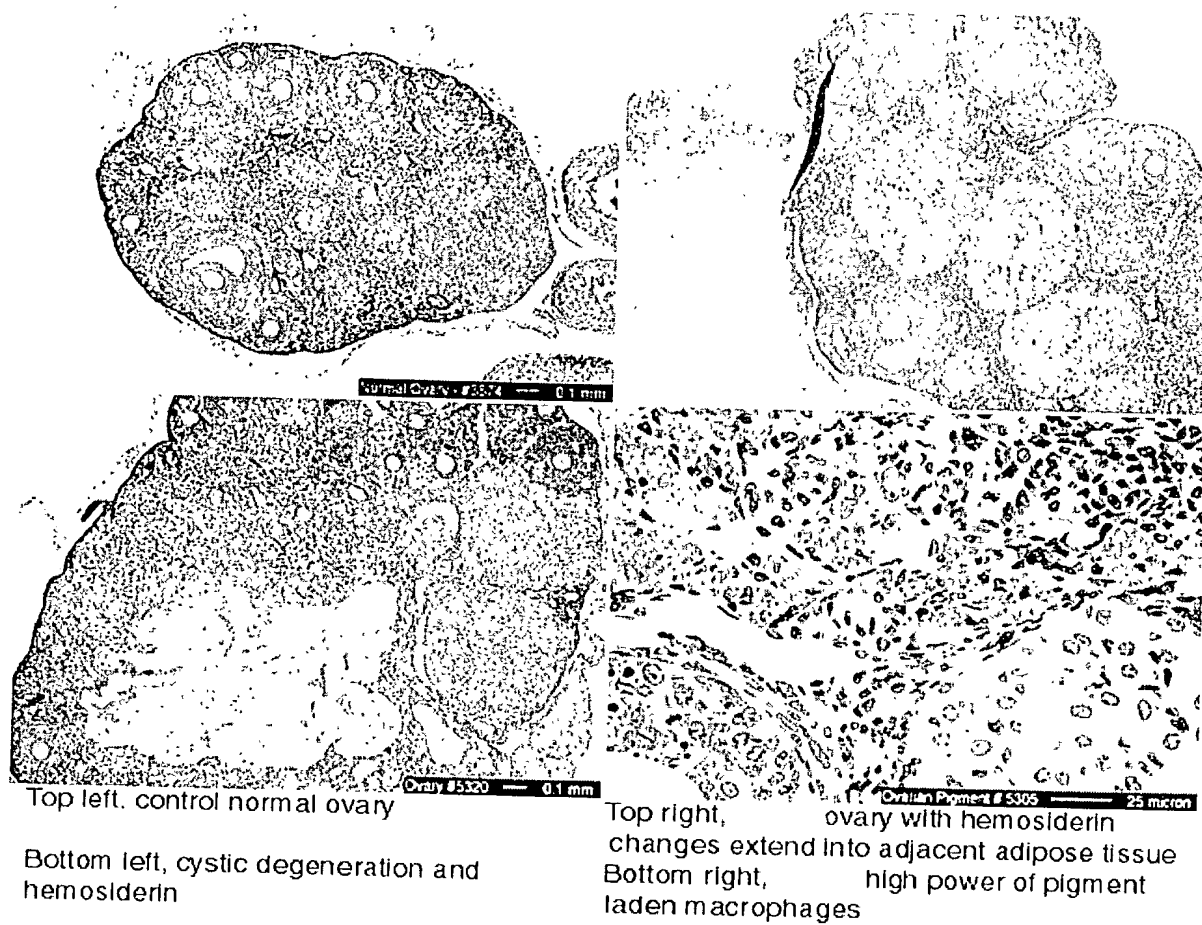 Normal Ovary - #5574 0.1 mm
Ovary #5320 0.1 mm
Ovarian Pigment # 5305 25 micron
Top left. control normal ovary
Bottom left, cystic degeneration and
hemosiderin
Top right, ovary with hemosiderin
changes extend into adjacent adipose tissue
Bottom right, high power of pigment
laden macrophages